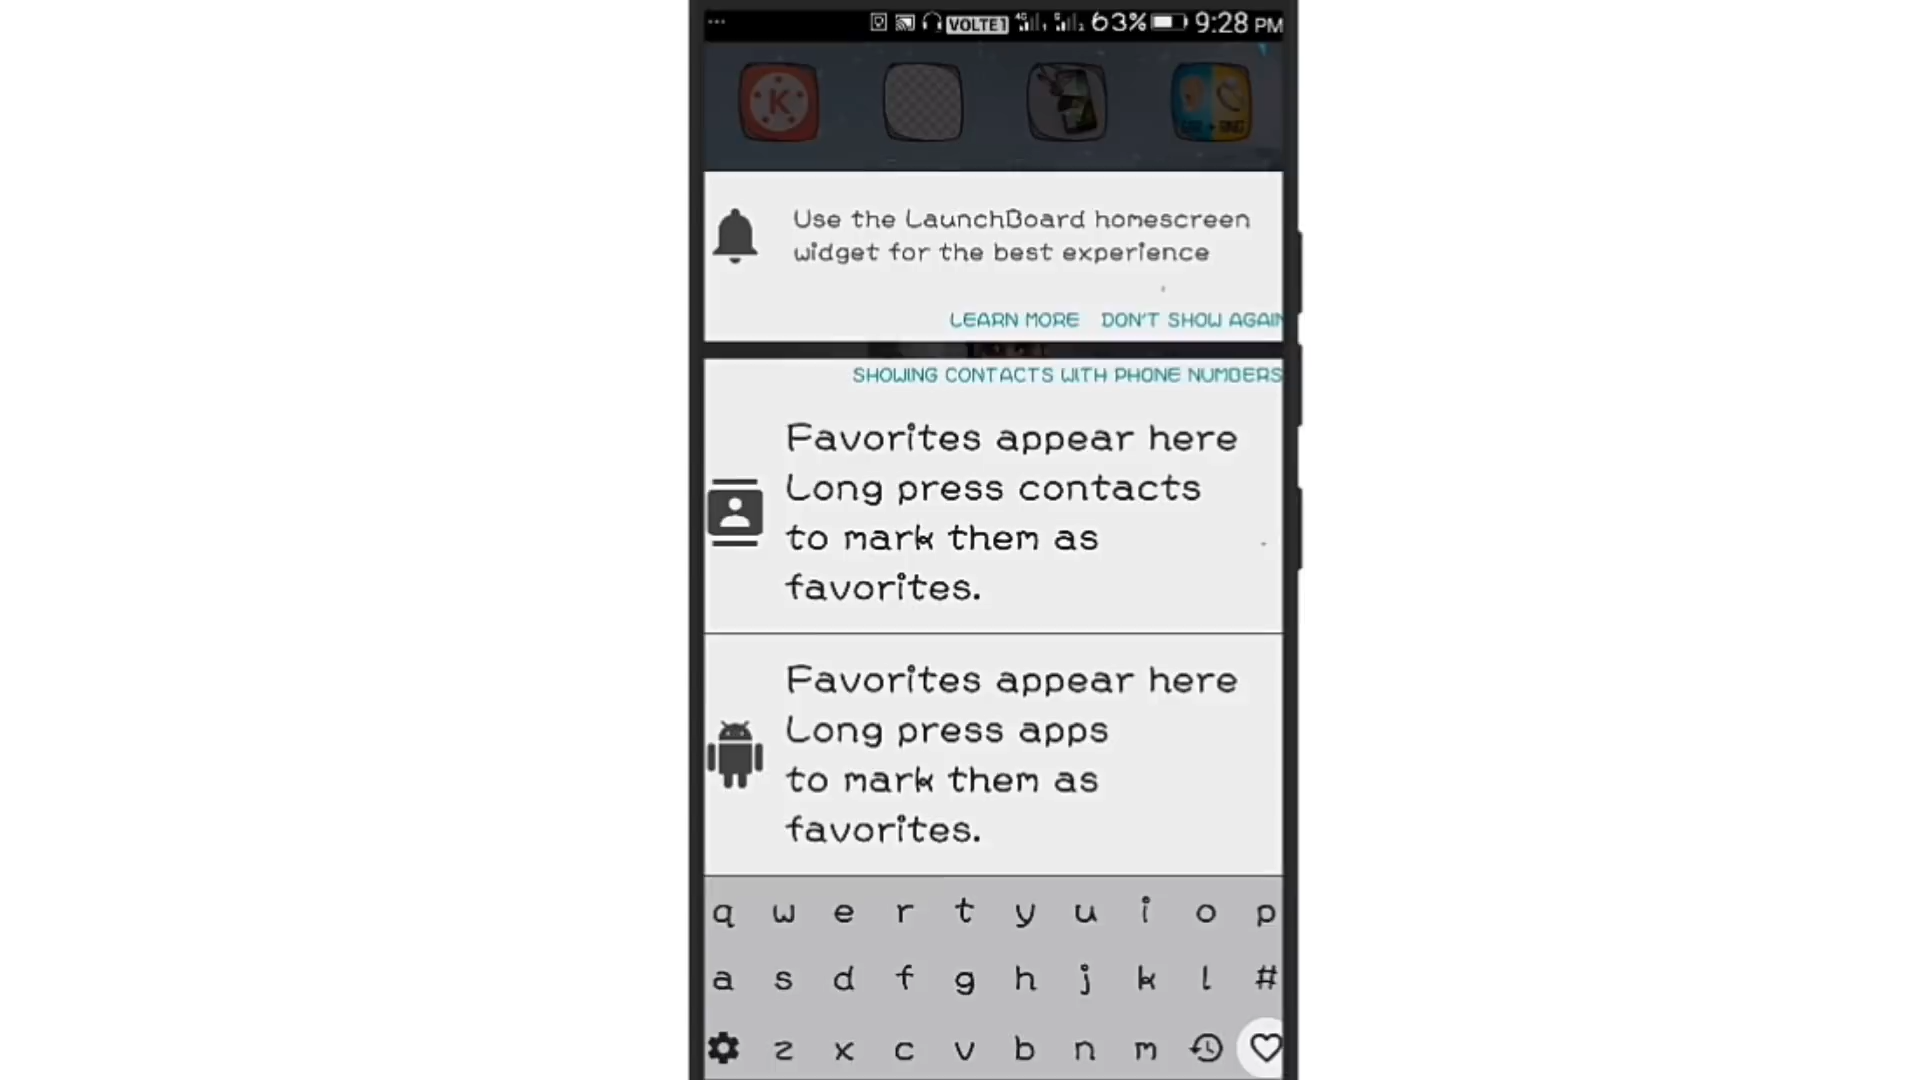 VOLTE1 63% 9:28 PM
K
Use the LaunchBoard homescreen
widget for the best experience
LEARN MORE DON'T SHOW AGAIN
SHOWING CONTACTS WITH PHONE NUMBERS
Favorites appear here
Long press contacts
to mark them as
favorites.
Favorites appear here
Long press apps
to mark them as
favorites.
q w e r t y u i o p
a s d f g h j k l #
z x c v b n m